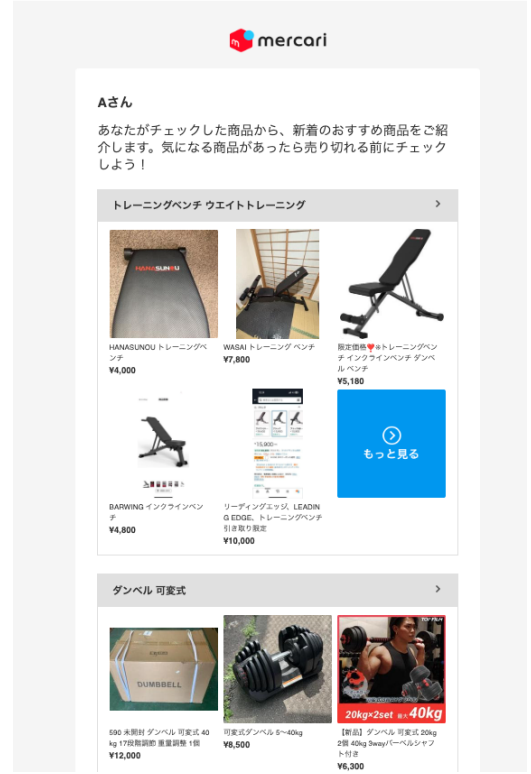 mercari
Aさん
あなたがチェックした商品から、新着のおすすめ商品をご紹
介します。気になる商品があったら売り切れる前にチェック
しよう！
トレーニングベンチ ウエイトトレーニング
HANASUNOU
HANASUNOU トレーニングベ
ンチ
¥4,000
WASAI トレーニング ベンチ
¥7,800
限定価格❤️※トレーニングベン
チ インクラインベンチ ダンベ
ル ベンチ
¥5,180
BARWING インクラインベン
チ
¥4,800
15,900
リーディングエッジ、LEADIN
G EDGE、トレーニングベンチ
引き取り限定
¥10,000
もっと見る
ダンベル 可変式
DUMBBELL
590 未開封 ダンベル 可変式 40
kg 17段階調節 重量調整 1個
¥12,000
可変式ダンベル 5〜40kg
¥8,500
TOP FILM
20kg×2set 最大40kg
【新品】ダンベル 可変式 20kg
2個 40kg 3wayバーベルシャフ
ト付き
¥6,300